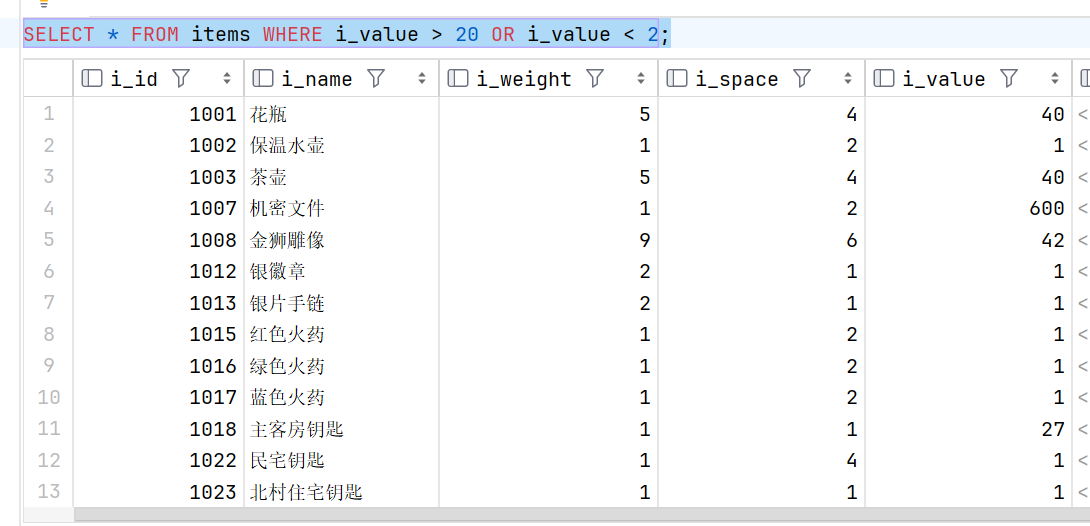 SELECT * FROM items WHERE i_value > 20 OR i_value < 2;
i_id i_name i_weight i_space i_value
1 1001 花瓶 5 4 40 <
2 1002 保温水壶 1 2 1 <
3 1003 茶壶 5 4 40 <
4 1007 机密文件 1 2 600 <
5 1008 金狮雕像 9 6 42 <
6 1012 银徽章 2 1 1 <
7 1013 银片手链 2 1 1 <
8 1015 红色火药 1 2 1 <
9 1016 绿色火药 1 2 1 <
10 1017 蓝色火药 1 2 1 <
11 1018 主客房钥匙 1 1 27 <
12 1022 民宅钥匙 1 4 1 <
13 1023 北村住宅钥匙 1 1 1 <